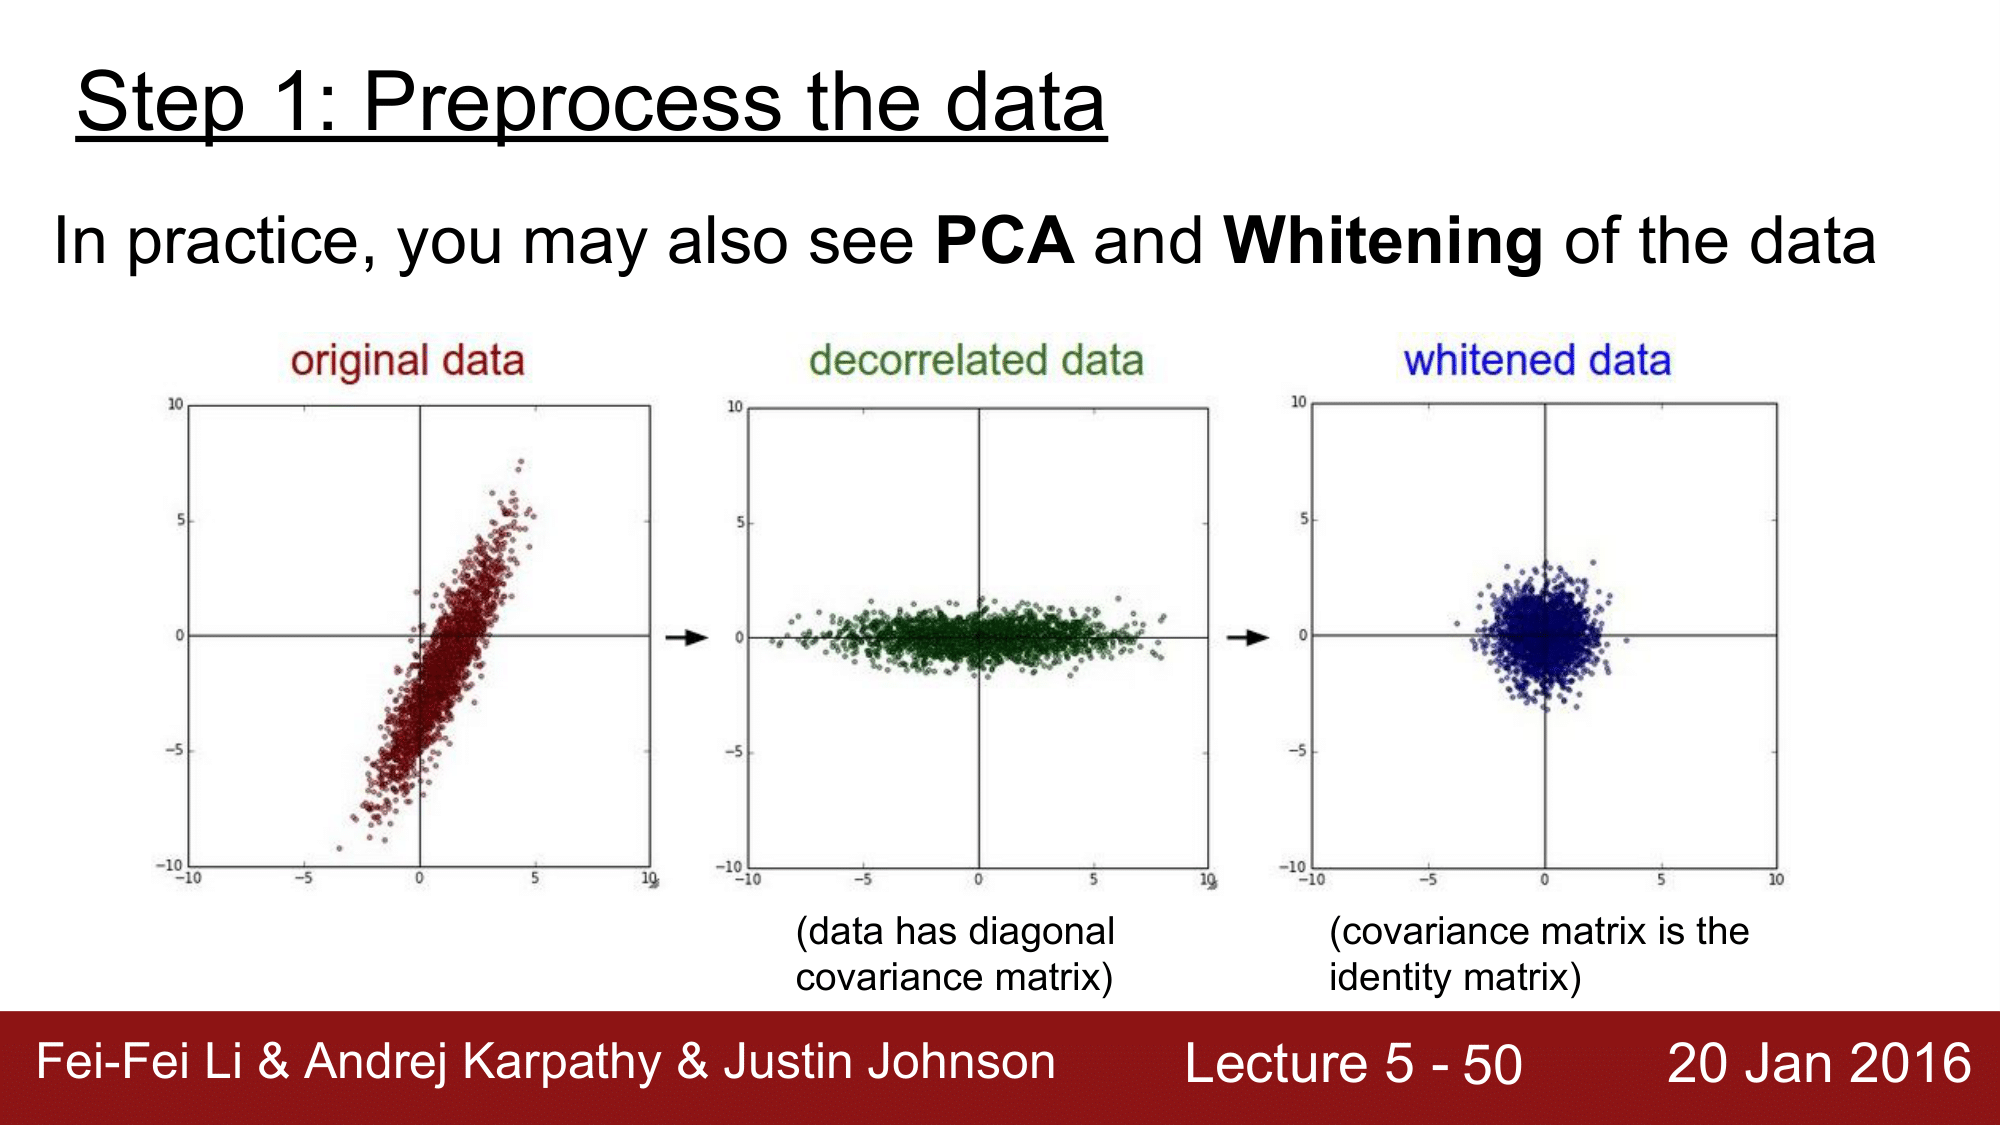 Step 1: Preprocess the data
In practice, you may also see PCA and Whitening of the data
original data
decorrelated data
whitened data
10
5
0
−5
−10
−10
−5
0
5
10
10
5
0
−5
−10
−10
−5
0
5
10
10
5
0
−5
−10
−10
−5
0
5
10
(data has diagonal
covariance matrix)
(covariance matrix is the
identity matrix)
Fei-Fei Li & Andrej Karpathy & Justin Johnson
Lecture 5 - 50
20 Jan 2016